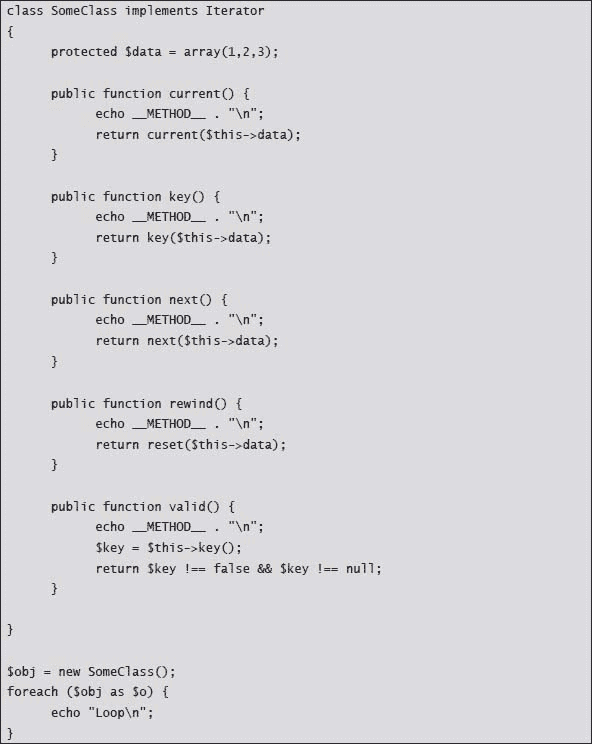 class SomeClass implements Iterator
{
protected $data = array(1,2,3);
public function current() {
echo __METHOD__ . "\n";
return current($this->data);
}
public function key() {
echo __METHOD__ . "\n";
return key($this->data);
}
public function next() {
echo __METHOD__ . "\n";
return next($this->data);
}
public function rewind() {
echo __METHOD__ . "\n";
return reset($this->data);
}
public function valid() {
echo __METHOD__ . "\n";
$key = $this->key();
return $key !== false && $key !== null;
}
}
$obj = new SomeClass();
foreach ($obj as $o) {
echo "Loop\n";
}